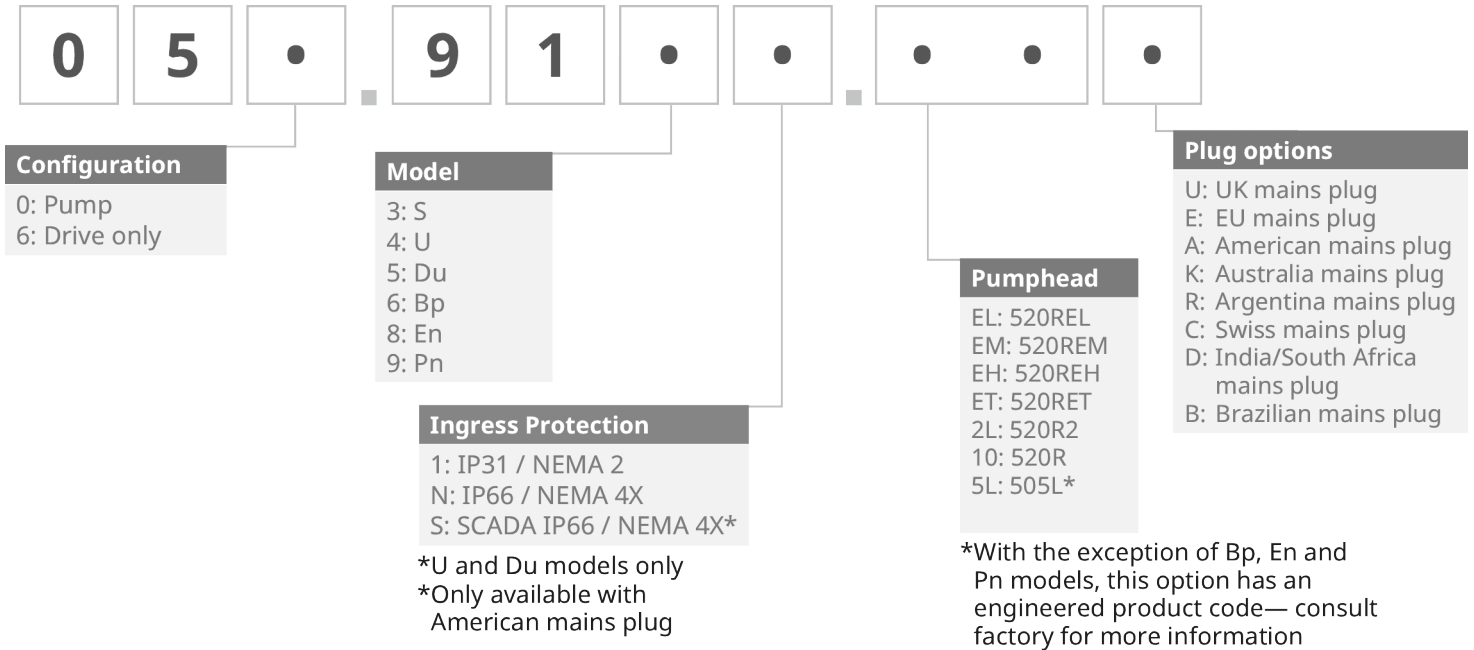 0 5 • . 9 1 • • . • • •
Configuration
0: Pump
6: Drive only
Model
3: S
4: U
5: Du
6: Bp
8: En
9: Pn
Ingress Protection
1: IP31 / NEMA 2
N: IP66 / NEMA 4X
S: SCADA IP66 / NEMA 4X*
*U and Du models only
*Only available with
American mains plug
Pumphead
EL: 520REL
EM: 520REM
EH: 520REH
ET: 520RET
2L: 520R2
10: 520R
5L: 505L*
*With the exception of Bp, En and
Pn models, this option has an
engineered product code— consult
factory for more information
Plug options
U: UK mains plug
E: EU mains plug
A: American mains plug
K: Australia mains plug
R: Argentina mains plug
C: Swiss mains plug
D: India/South Africa
mains plug
B: Brazilian mains plug